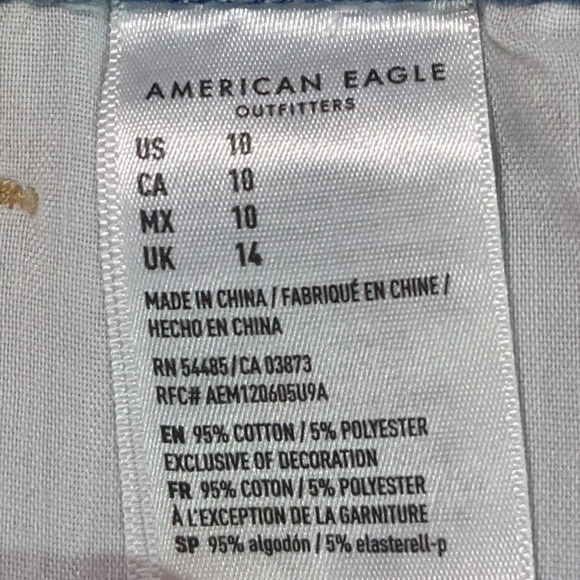 AMERICAN EAGLE
OUTFITTERS
US 10
CA 10
MX 10
UK 14
MADE IN CHINA / FABRIQUÉ EN CHINE /
HECHO EN CHINA
RN 54485/CA 03873
RFC# AEM120605U9A
EN 95% COTTON / 5% POLYESTER
EXCLUSIVE OF DECORATION
FR 95% COTON / 5% POLYESTER
À L'EXCEPTION DE LA GARNITURE
SP 95% algodón / 5% elasterell-p